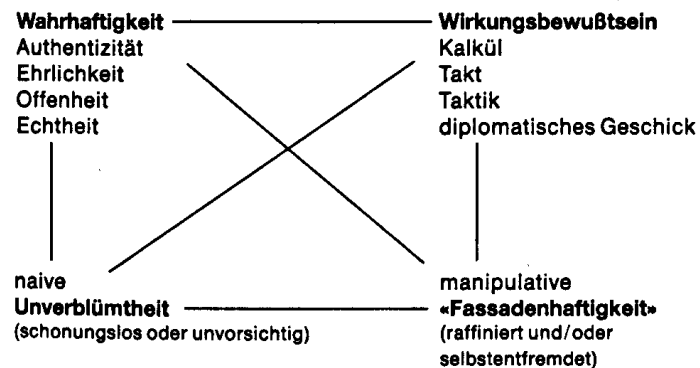 Wahrhaftigkeit
Authentizität
Ehrlichkeit
Offenheit
Echtheit
Wirkungsbewußtsein
Kalkül
Takt
Taktik
diplomatisches Geschick
naive
Unverblümtheit
(schonungslos oder unvorsichtig)
manipulative
«Fassadenhaftigkeit»
(raffiniert und/oder
selbstentfremdet)